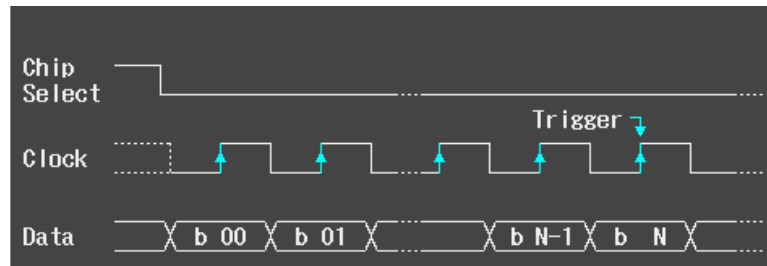 Chip
Select
Trigger
Clock
Data b 00 b 01 b N-1 b N